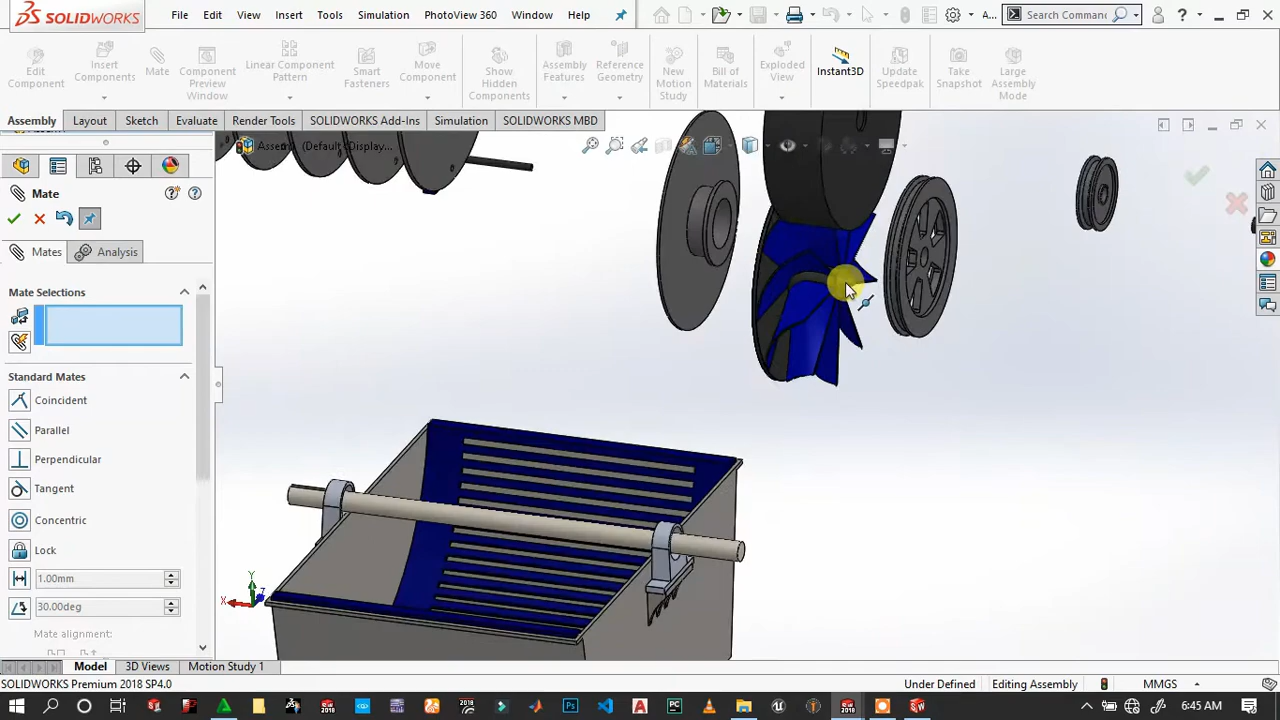 SOLIDWORKS
File Edit View Insert Tools Simulation PhotoView 360 Window Help
A...
Search Command
Edit Component
Insert Components
Mate
Component Preview Window
Linear Component Pattern
Smart Fasteners
Move Component
Show Hidden Components
Assembly Features
Reference Geometry
New Motion Study
Bill of Materials
Exploded View
Instant3D
Update Speedpak
Take Snapshot
Large Assembly Mode
Assembly Layout Sketch Evaluate Render Tools SOLIDWORKS Add-Ins Simulation SOLIDWORKS MBD
(Default<Display...
Mate
Mates Analysis
Mate Selections
Standard Mates
Coincident
Parallel
Perpendicular
Tangent
Concentric
Lock
1.00mm
30.00deg
Mate alignment:
Y
X
Z
Model 3D Views Motion Study 1
SOLIDWORKS Premium 2018 SP4.0
Under Defined Editing Assembly MMGS
6:45 AM